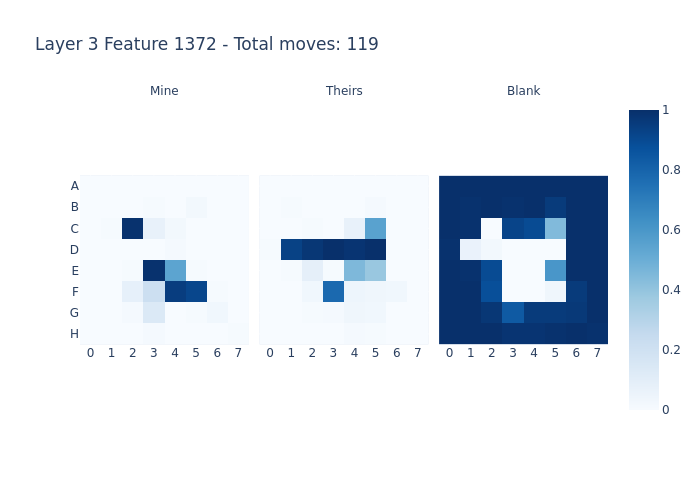 Layer 3 Feature 1372 - Total moves: 119
Mine
Theirs
Blank
A
B
C
D
E
F
G
H
0 1 2 3 4 5 6 7
0 1 2 3 4 5 6 7
0 1 2 3 4 5 6 7
1
0.8
0.6
0.4
0.2
0